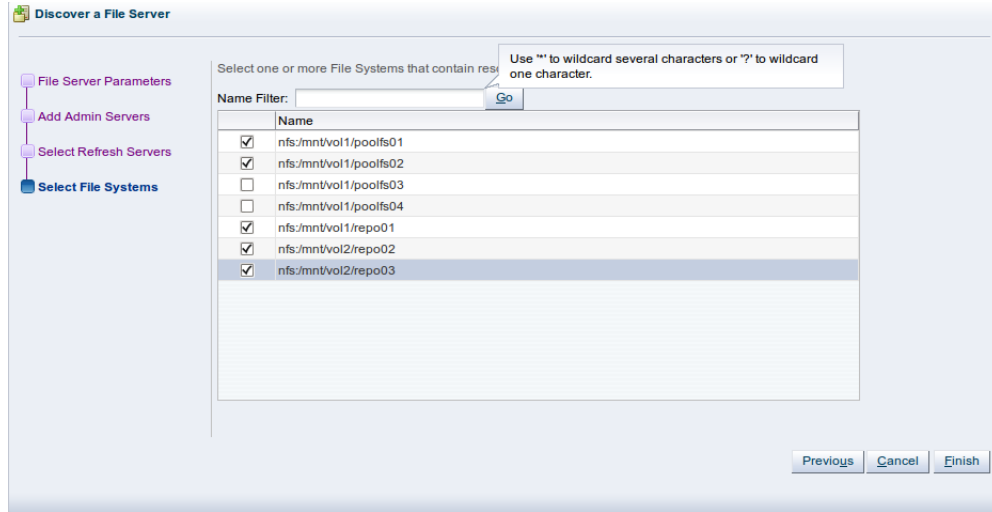 Discover a File Server
File Server Parameters
Add Admin Servers
Select Refresh Servers
Select File Systems
Select one or more File Systems that contain
Use '*' to wildcard several characters or '?' to wildcard
one character.
Name Filter:
Go
Name
nfs:/mnt/vol1/poolfs01
nfs:/mnt/vol1/poolfs02
nfs:/mnt/vol1/poolfs03
nfs:/mnt/vol1/poolfs04
nfs:/mnt/vol1/repo01
nfs:/mnt/vol2/repo02
nfs:/mnt/vol2/repo03
Previous
Cancel
Finish